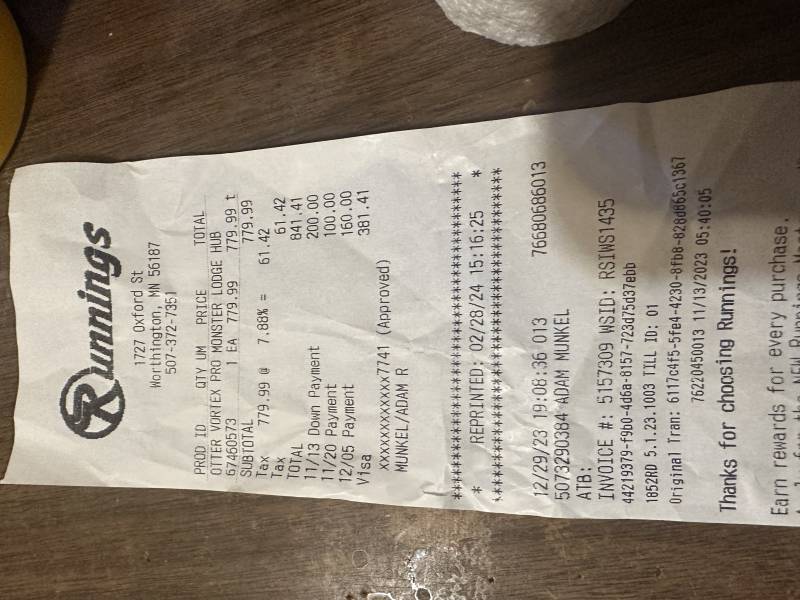 Runnings
1727 Oxford St
Worthington, MN 56187
507-372-7351
PROD ID QTY UM PRICE TOTAL
OTTER VORTEX PRO MONSTER LODGE HUB
67460573 1 EA 779.99 779.99 t
SUBTOTAL 779.99
Tax 779.99 @ 7.88% = 61.42
Tax 61.42
TOTAL 841.41
11/13 Down Payment 200.00
11/20 Payment 100.00
12/05 Payment 160.00
Visa 381.41
XXXXXXXXXXXX7741 (Approved)
MUNKEL/ADAM R
****************************************
* REPRINTED: 02/28/24 15:16:25 *
****************************************
12/29/23 19:08:36 013 76680686013
5073290384 ADAM MUNKEL
ATB:
INVOICE #: 5157309 WSID: RSIWS1435
44219379-f9b0-4d6a-8157-723d75d37ebb
1852RD 5.1.23.1003 TILL ID: 01
Original Tran: 6117c4f5-5fe4-4230-8fb8-828d865c1367
76220450013 11/13/2023 05:40:05
Thanks for choosing Runnings!
Earn rewards for every purchase.